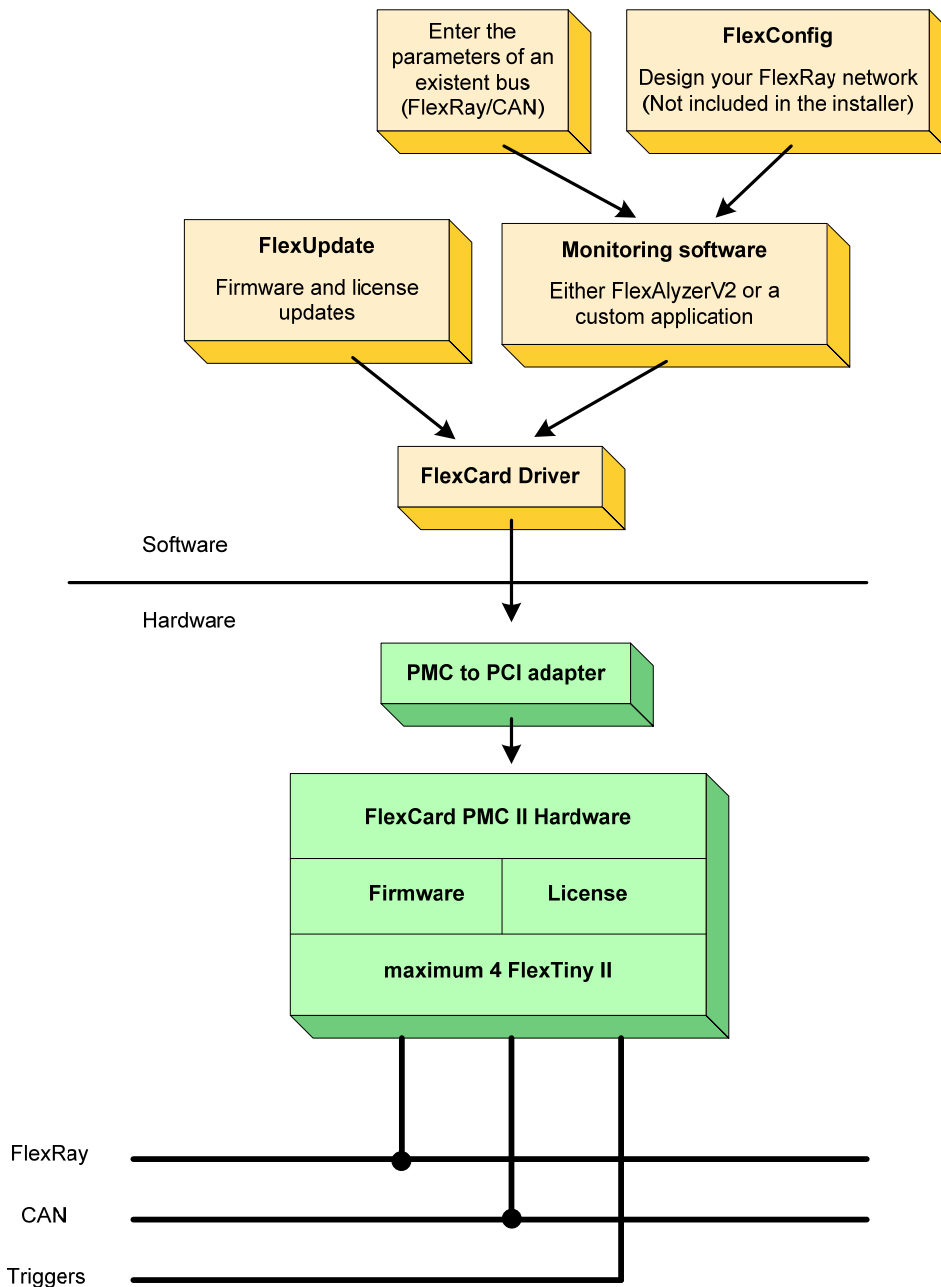 Enter the
parameters of an
existent bus
(FlexRay/CAN)
FlexConfig
Design your FlexRay network
(Not included in the installer)
FlexUpdate
Firmware and license
updates
Monitoring software
Either FlexAlyzerV2 or a
custom application
FlexCard Driver
Software
Hardware
PMC to PCI adapter
FlexCard PMC II Hardware
Firmware
License
maximum 4 FlexTiny II
FlexRay
CAN
Triggers